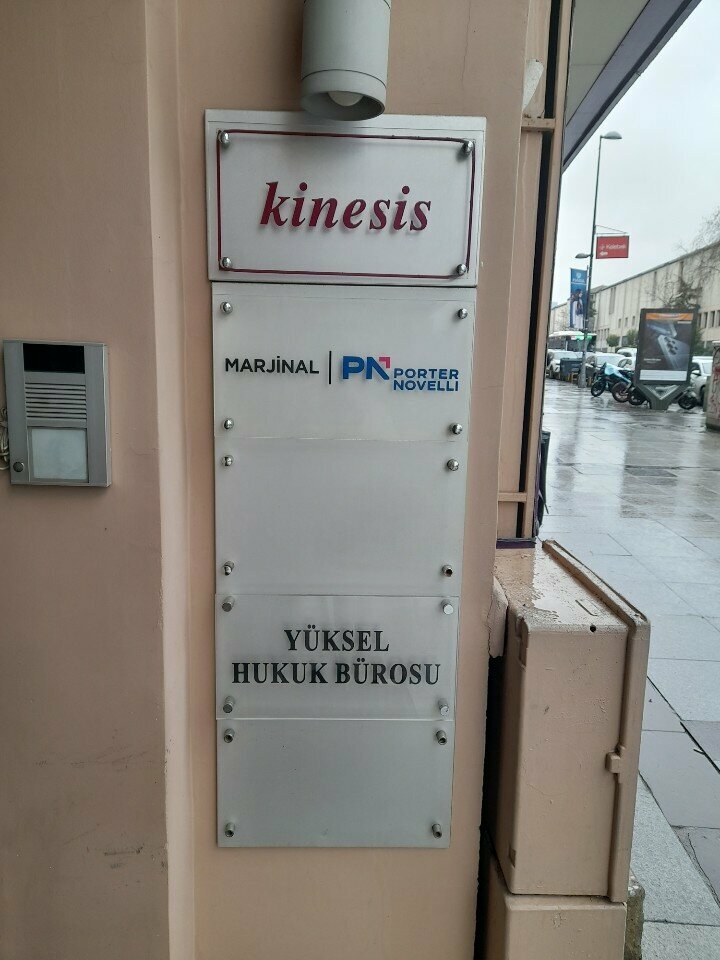 kinesis
MARJİNAL | PN PORTER
NOVELLI
YÜKSEL
HUKUK BÜROSU